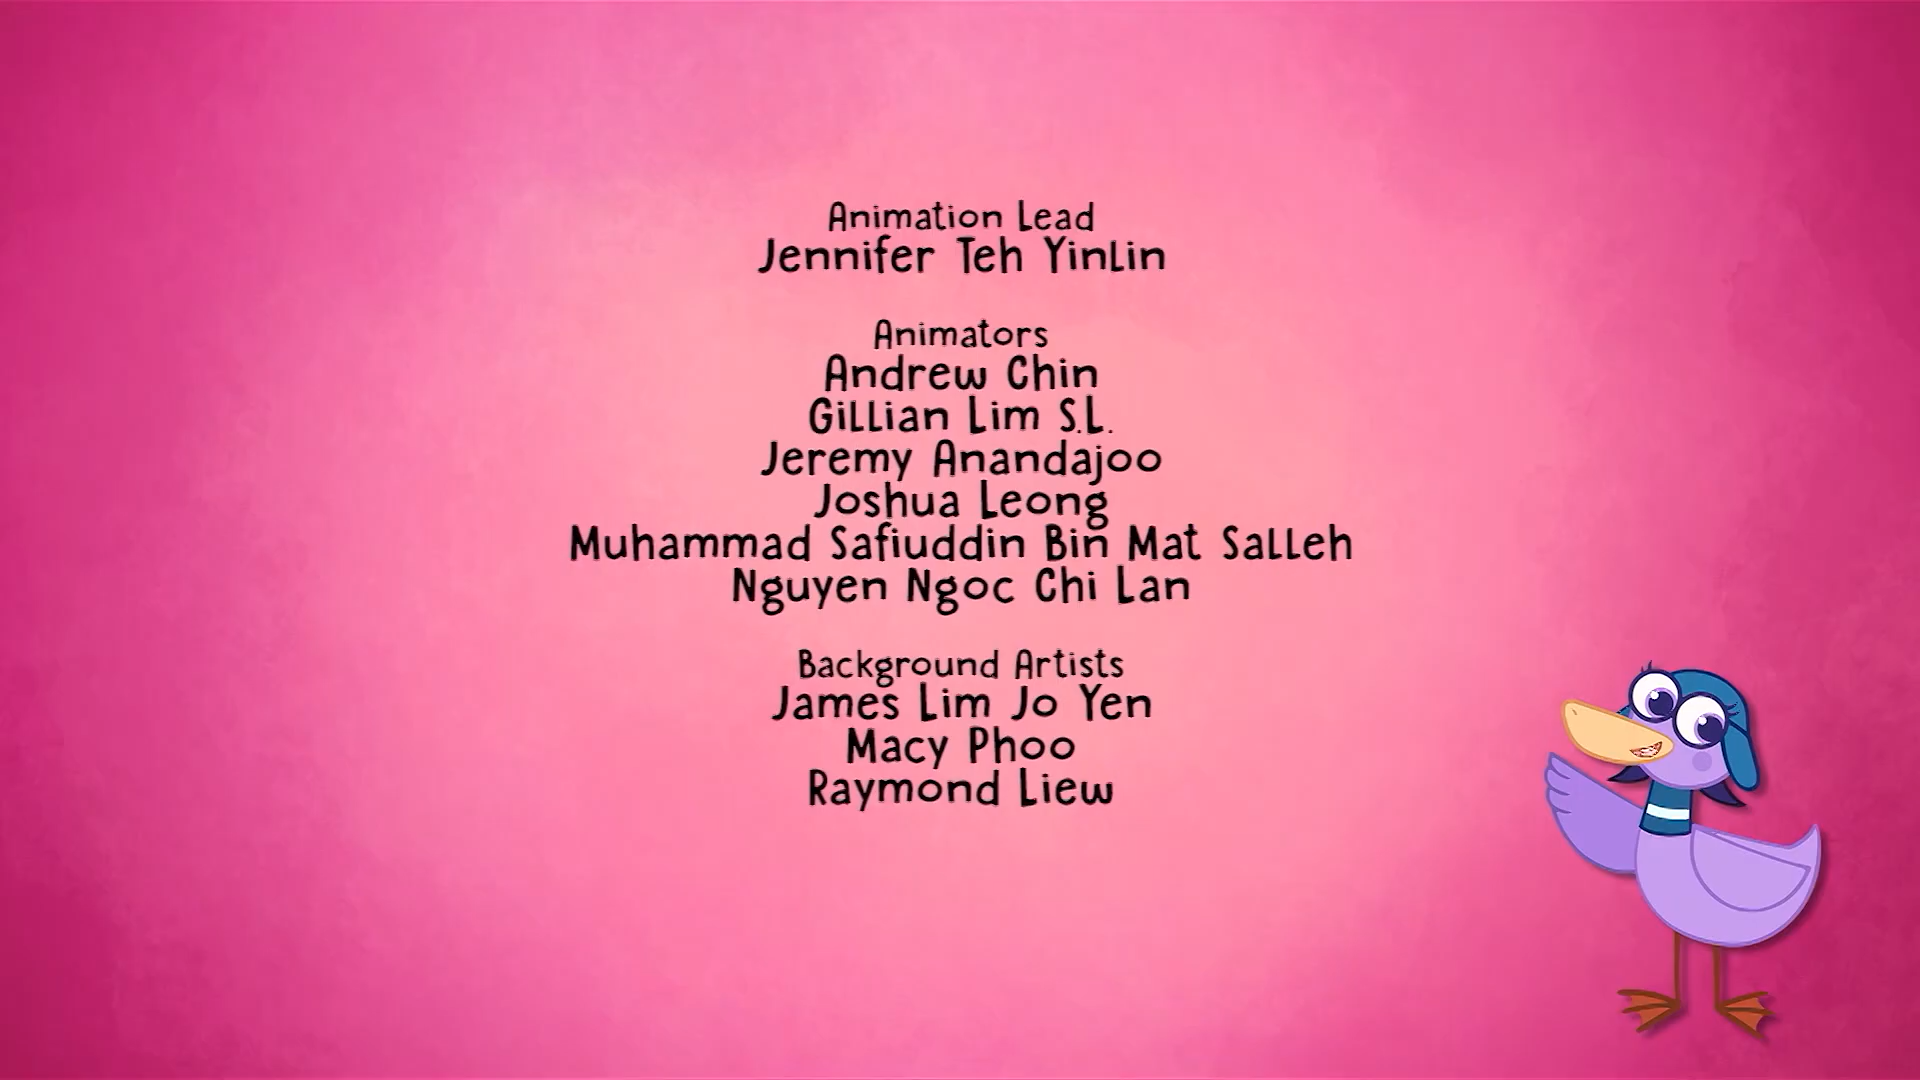 Animation Lead
Jennifer Teh Yinlin
Animators
Andrew Chin
Gillian Lim S.L.
Jeremy Anandajoo
Joshua Leong
Muhammad Safiuddin Bin Mat Salleh
Nguyen Ngoc Chi Lan
Background Artists
James Lim Jo Yen
Macy Phoo
Raymond Liew